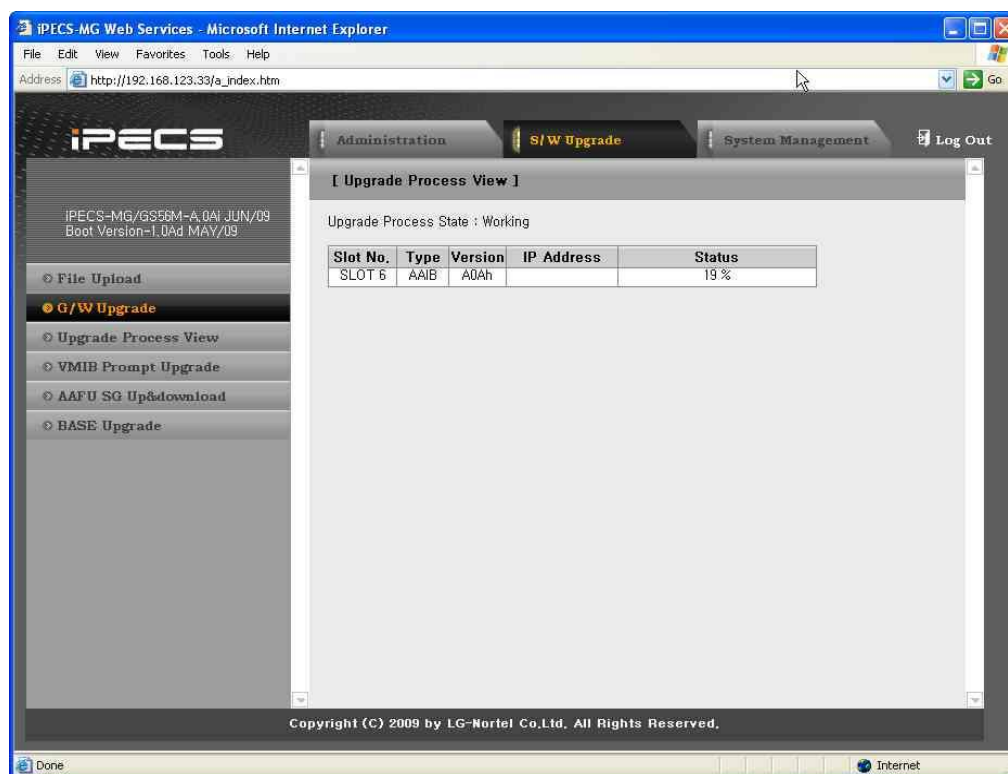 iPECS-MG Web Services - Microsoft Internet Explorer
File Edit View Favorites Tools Help
Address http://192.168.123.33/a_index.htm Go
iPECS
Administration S/W Upgrade System Management Log Out
[ Upgrade Process View ]
iPECS-MG/GS56M-A.0Ai JUN/09
Boot Version-1.0Ad MAY/09
Upgrade Process State : Working
Slot No. Type Version IP Address Status
SLOT 6 AAIB A0Ah 19 %
File Upload
G/W Upgrade
Upgrade Process View
VMIB Prompt Upgrade
AAFU SG Up&download
BASE Upgrade
Copyright (C) 2009 by LG-Nortel Co.Ltd. All Rights Reserved.
Done Internet